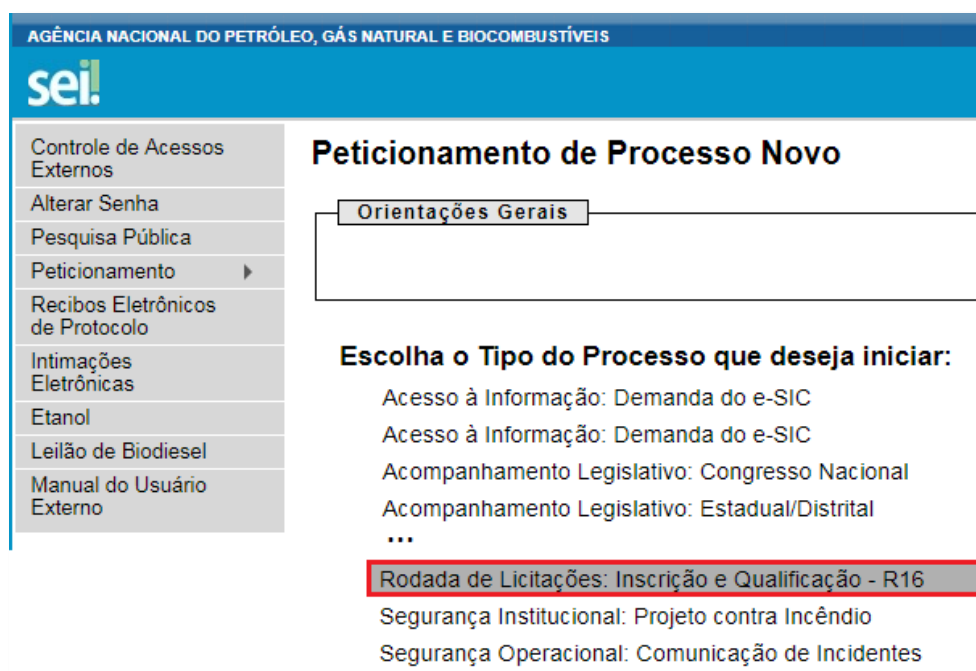 AGÊNCIA NACIONAL DO PETRÓLEO, GÁS NATURAL E BIOCOMBUSTÍVEIS
sei!
Controle de Acessos
Externos
Alterar Senha
Pesquisa Pública
Peticionamento
Recibos Eletrônicos
de Protocolo
Intimações
Eletrônicas
Etanol
Leilão de Biodiesel
Manual do Usuário
Externo
Peticionamento de Processo Novo
Orientações Gerais
Escolha o Tipo do Processo que deseja iniciar:
Acesso à Informação: Demanda do e-SIC
Acesso à Informação: Demanda do e-SIC
Acompanhamento Legislativo: Congresso Nacional
Acompanhamento Legislativo: Estadual/Distrital
...
Rodada de Licitações: Inscrição e Qualificação - R16
Segurança Institucional: Projeto contra Incêndio
Segurança Operacional: Comunicação de Incidentes